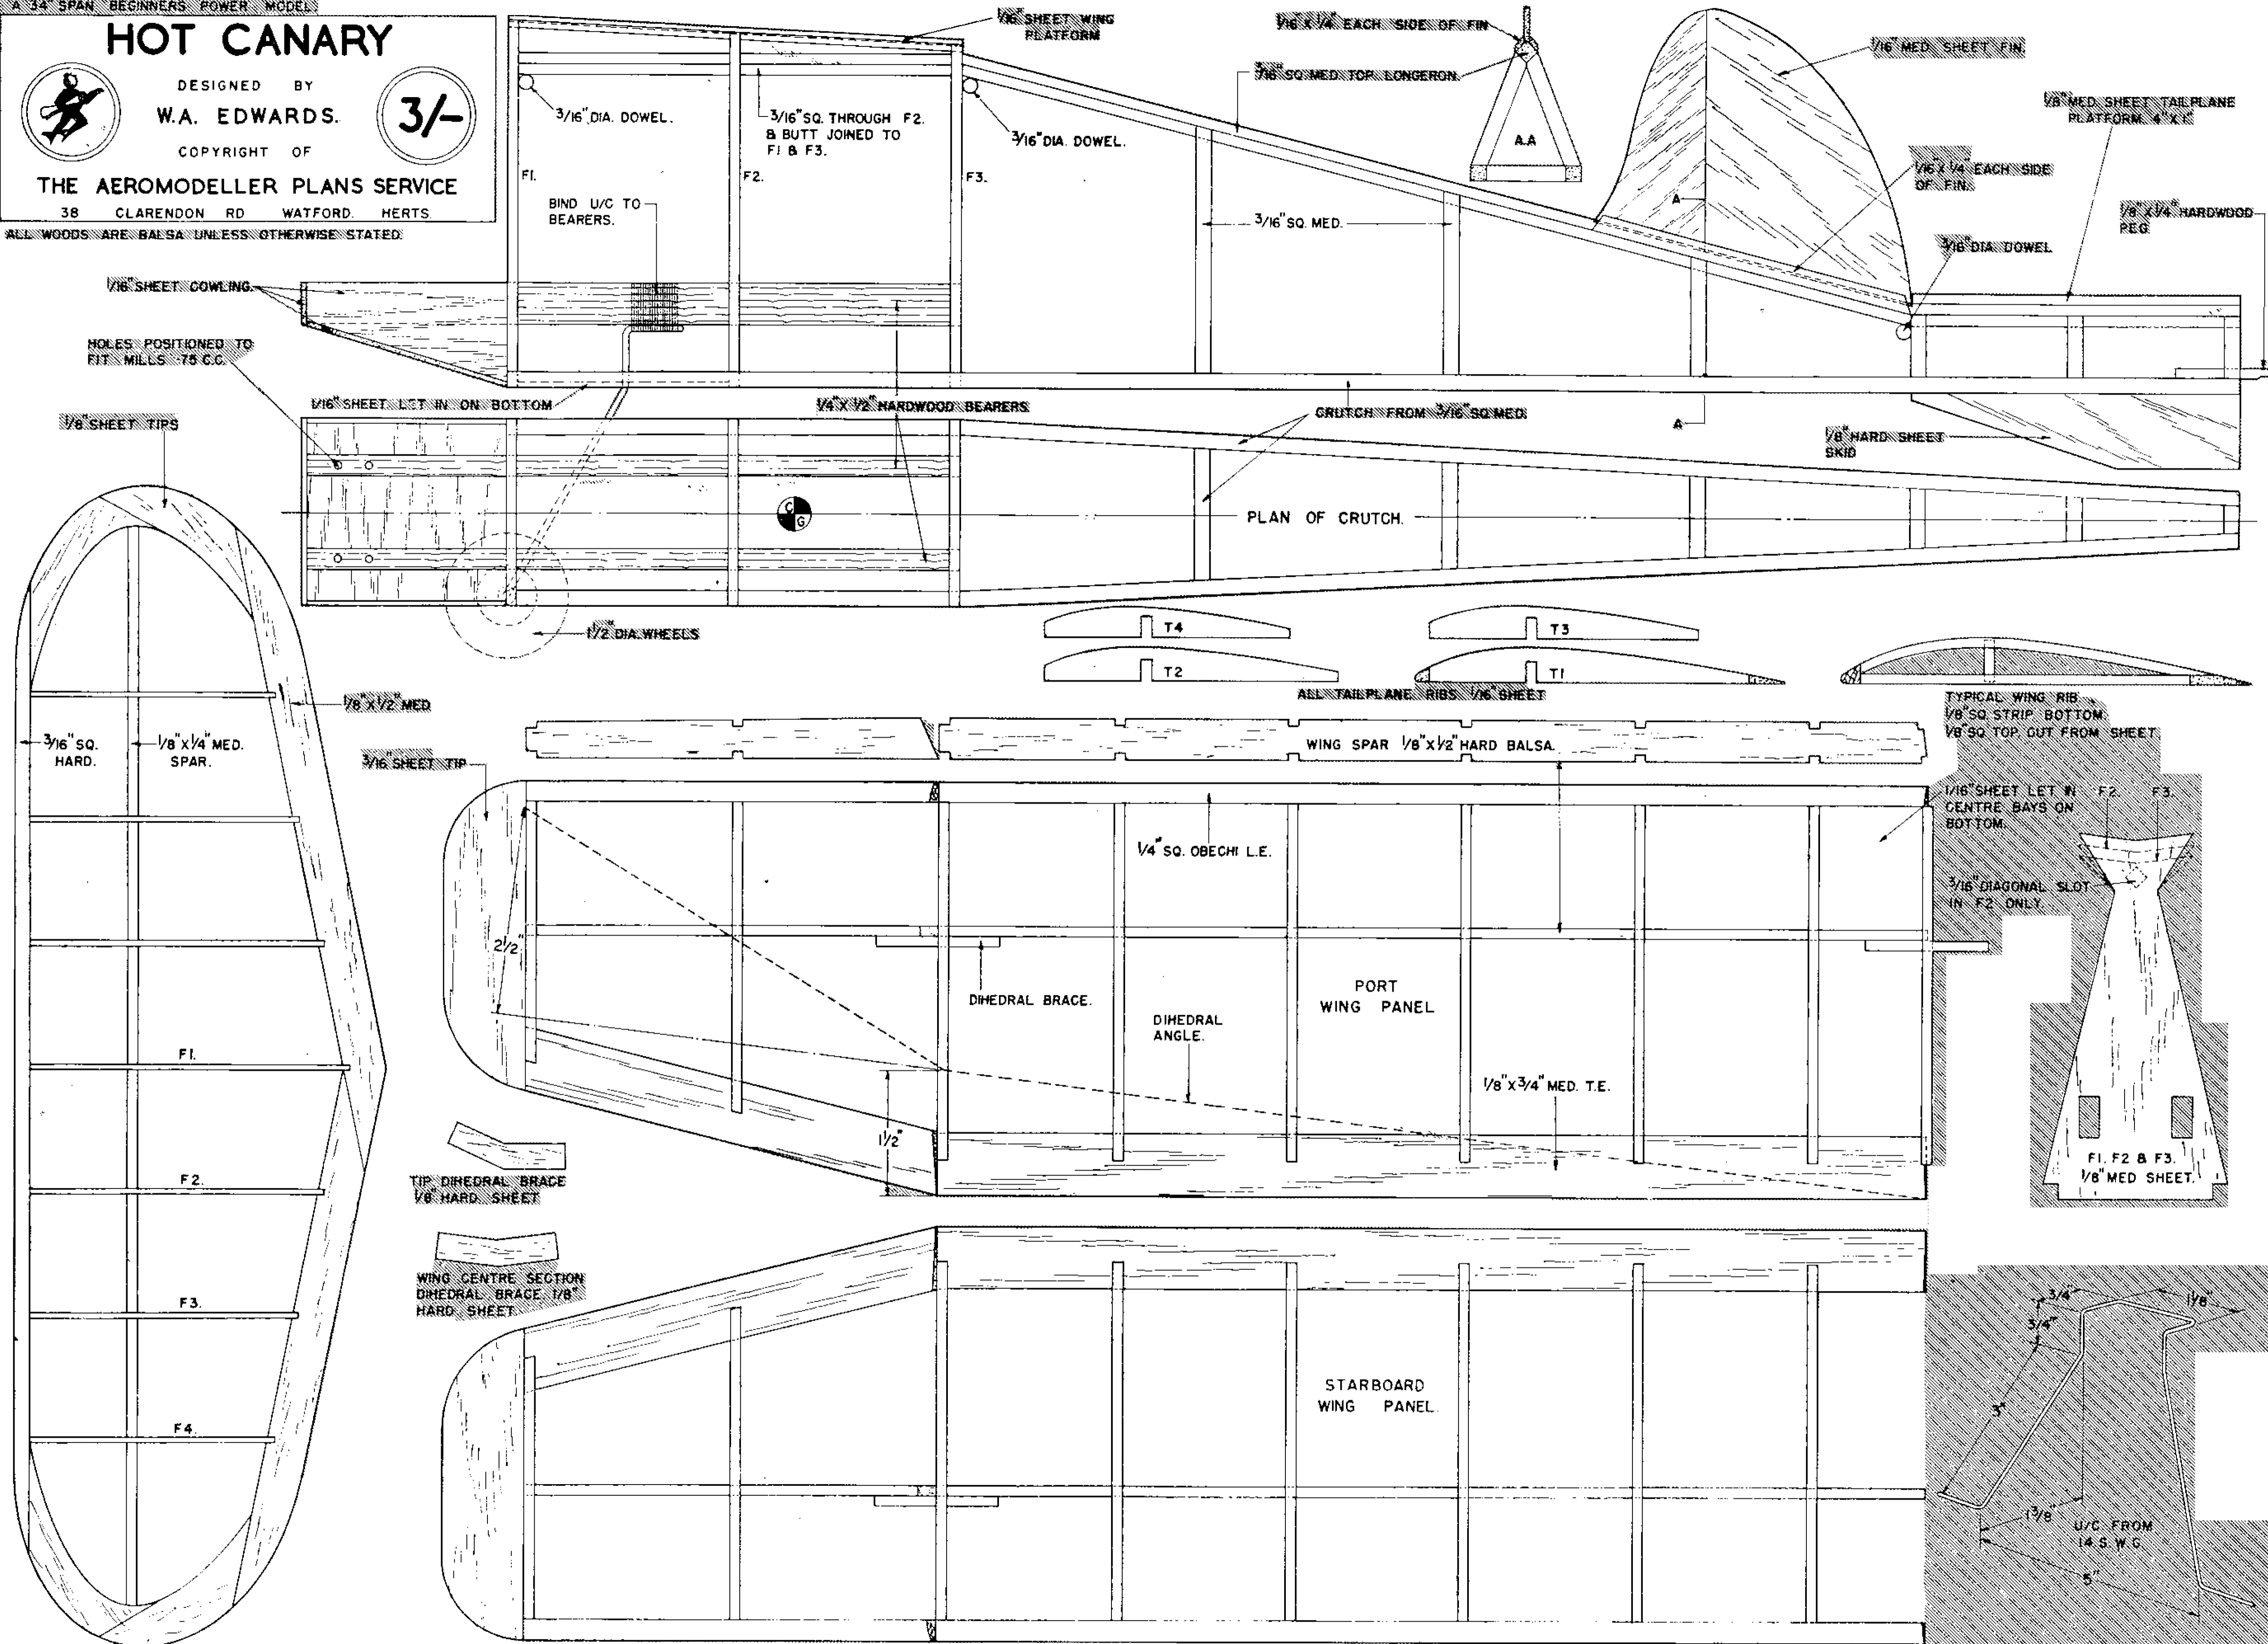 A 34" SPAN BEGINNERS POWER MODEL
HOT CANARY
DESIGNED BY
W.A. EDWARDS.
3/-
COPYRIGHT OF
THE AEROMODELLER PLANS SERVICE
38 CLARENDON RD WATFORD. HERTS.
ALL WOODS ARE BALSA UNLESS OTHERWISE STATED.
1/16" SHEET WING
PLATFORM
1/16" X 1/4" EACH SIDE OF FIN
3/16" SQ. MED. TOP LONGERON.
A.A
1/16" MED. SHEET FIN.
1/8" MED. SHEET TAILPLANE
PLATFORM. 4" X 1"
1/16" X 1/4" EACH SIDE
OF FIN.
1/8" X 1/4" HARDWOOD
PEG
3/16" DIA. DOWEL
3/16" DIA. DOWEL.
3/16" SQ. THROUGH F2.
& BUTT JOINED TO
F1 & F3.
3/16" DIA. DOWEL.
F1.
F2.
F3.
BIND U/C TO
BEARERS.
3/16" SQ. MED.
A
A
1/16" SHEET COWLING.
HOLES POSITIONED TO
FIT MILLS .75 C.C.
1/16" SHEET LET IN ON BOTTOM
1/4" X 1/2" HARDWOOD BEARERS.
CRUTCH FROM 3/16" SQ. MED.
1/8" HARD SHEET
SKID
1/8" SHEET TIPS
C
G
PLAN OF CRUTCH.
1 1/2" DIA. WHEELS
T4
T3
T2
T1
ALL TAILPLANE RIBS 1/16" SHEET
TYPICAL WING RIB
1/8" SQ. STRIP BOTTOM.
1/8" SQ. TOP, CUT FROM SHEET.
1/8" X 1/2" MED
3/16" SQ.
HARD.
1/8" X 1/4" MED.
SPAR.
F1.
F2.
F3.
F4.
3/16 SHEET TIP
WING SPAR 1/8" X 1/2" HARD BALSA.
1/4" SQ. OBECHI L.E.
1/16" SHEET LET IN
CENTRE BAYS ON
BOTTOM.
F2.
F3.
3/16" DIAGONAL SLOT
IN F2 ONLY.
2 1/2"
DIHEDRAL BRACE.
PORT
WING PANEL
DIHEDRAL
ANGLE.
1/8" X 3/4" MED. T.E.
1 1/2"
F1. F2 & F3.
1/8" MED SHEET.
TIP DIHEDRAL BRACE
1/8" HARD SHEET
WING CENTRE SECTION
DIHEDRAL BRACE, 1/8"
HARD SHEET.
STARBOARD
WING PANEL.
3/4"
3/4"
1 1/8"
3"
1 3/8"
U/C FROM
14 S.W.G.
5"